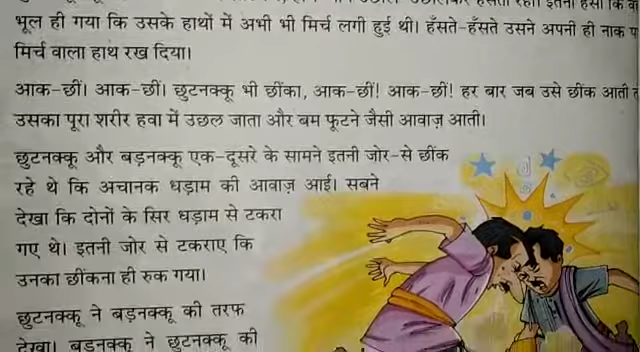 भूल ही गया कि उसके हाथों में अभी भी मिर्च लगी हुई थी। हँसते-हँसते उसने अपनी ही नाक
मिर्च वाला हाथ रख दिया।
आक-छीं। आक-छीं। छुटनक्कू भी छींका, आक-छीं! आक-छीं! हर बार जब उसे छींक आती
उसका पूरा शरीर हवा में उछल जाता और बम फूटने जैसी आवाज़ आती।
छुटनक्कू और बड़नक्कू एक-दूसरे के सामने इतनी जोर-से छींक
रहे थे कि अचानक धड़ाम की आवाज़ आई। सबने
देखा कि दोनों के सिर धड़ाम से टकरा
गए थे। इतनी जोर से टकराए कि
उनका छींकना ही रुक गया।
छुटनक्कू ने बड़नक्कू की तरफ
देखा। बड़नक्कू ने छुटनक्कू की